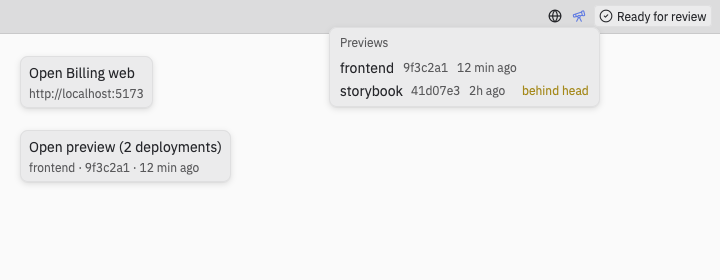 Ready for review
Previews
frontend 9f3c2a1 12 min ago
storybook 41d07e3 2h ago behind head
Open Billing web
http://localhost:5173
Open preview (2 deployments)
frontend · 9f3c2a1 · 12 min ago